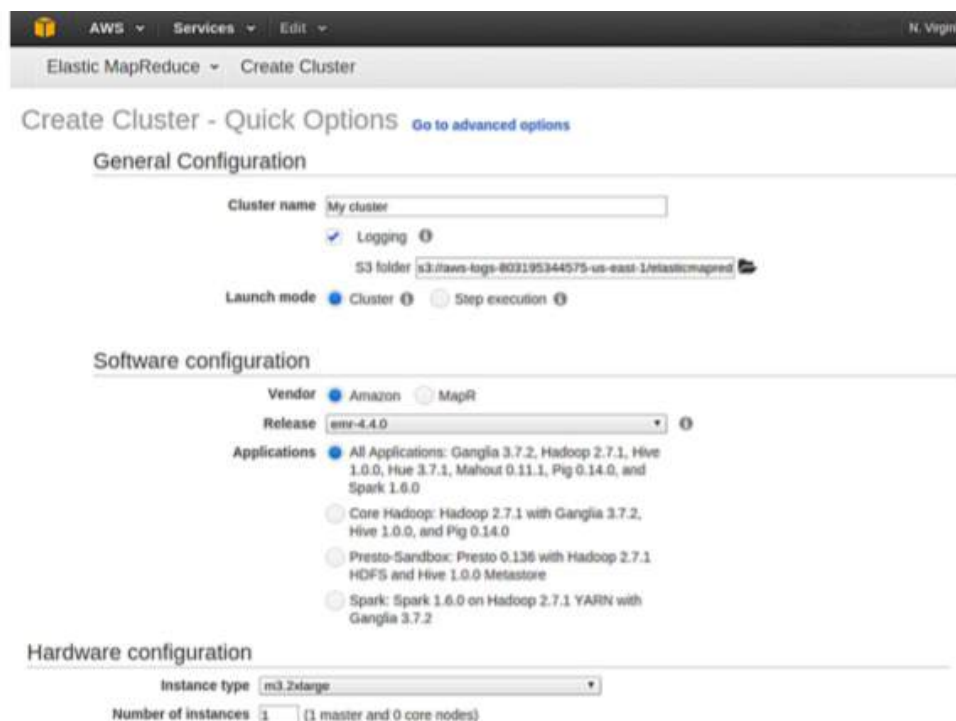 AWS Services Edit N. Virgin
Elastic MapReduce Create Cluster
Create Cluster - Quick Options Go to advanced options
General Configuration
Cluster name My cluster
Logging
S3 folder s3://aws-logs-803195344575-us-east-1/elasticmapred
Launch mode Cluster Step execution
Software configuration
Vendor Amazon MapR
Release emr-4.4.0
Applications All Applications: Ganglia 3.7.2, Hadoop 2.7.1, Hive
1.0.0, Hue 3.7.1, Mahout 0.11.1, Pig 0.14.0, and
Spark 1.6.0
Core Hadoop: Hadoop 2.7.1 with Ganglia 3.7.2,
Hive 1.0.0, and Pig 0.14.0
Presto-Sandbox: Presto 0.136 with Hadoop 2.7.1
HDFS and Hive 1.0.0 Metastore
Spark: Spark 1.6.0 on Hadoop 2.7.1 YARN with
Ganglia 3.7.2
Hardware configuration
Instance type m3.2xlarge
Number of instances 1 (1 master and 0 core nodes)